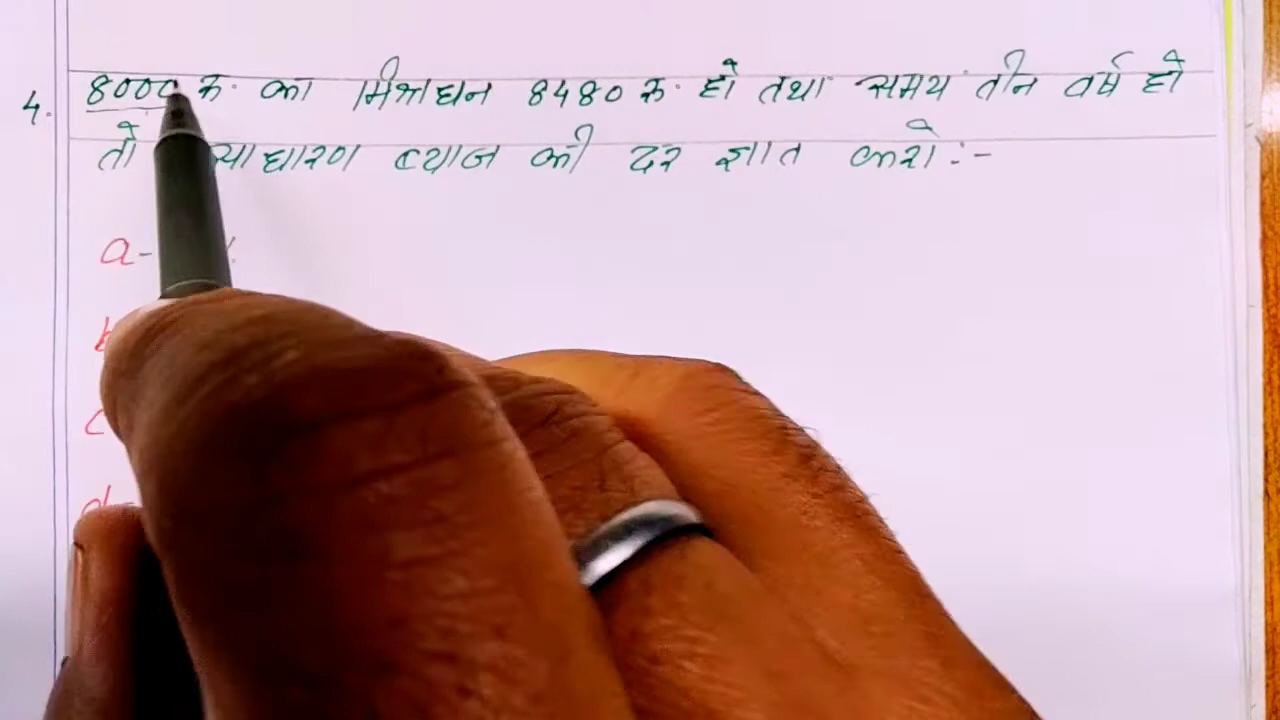 4. 8000 रु. का मिश्रधन 8480 रु. हो तथा समय तीन वर्ष हो
तो साधारण ब्याज की दर ज्ञात करो :-
a-
b
c
d-